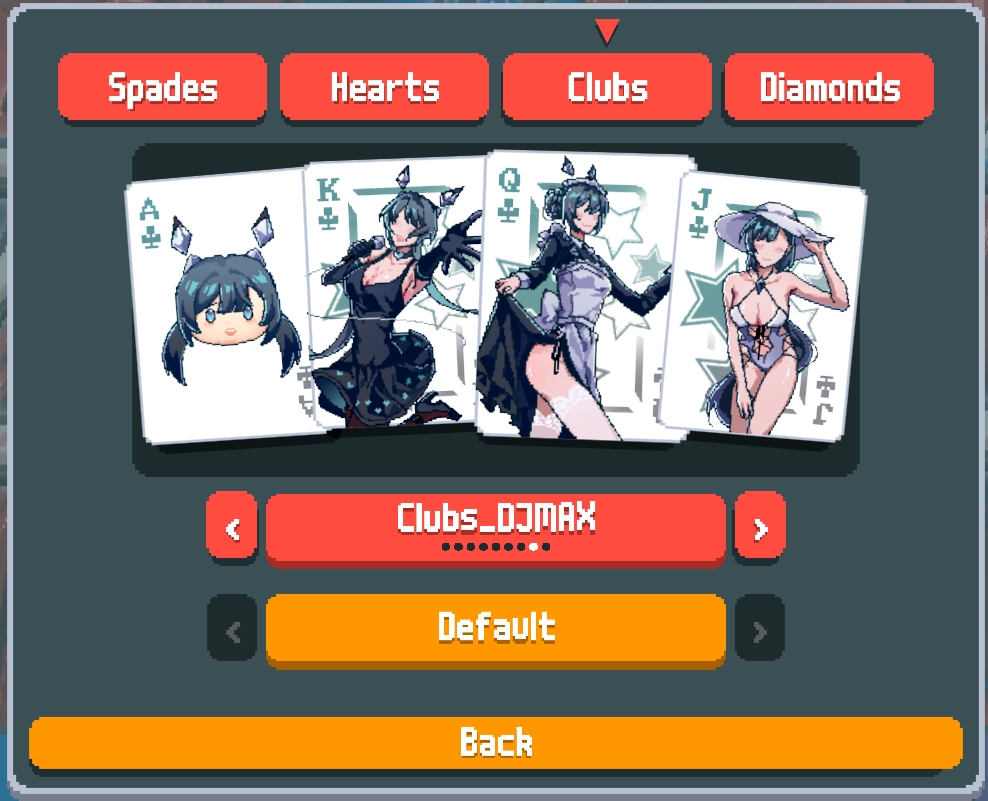 Spades
Hearts
Clubs
Diamonds
A
K
Q
J
J
Clubs_DJMAX
Default
Back